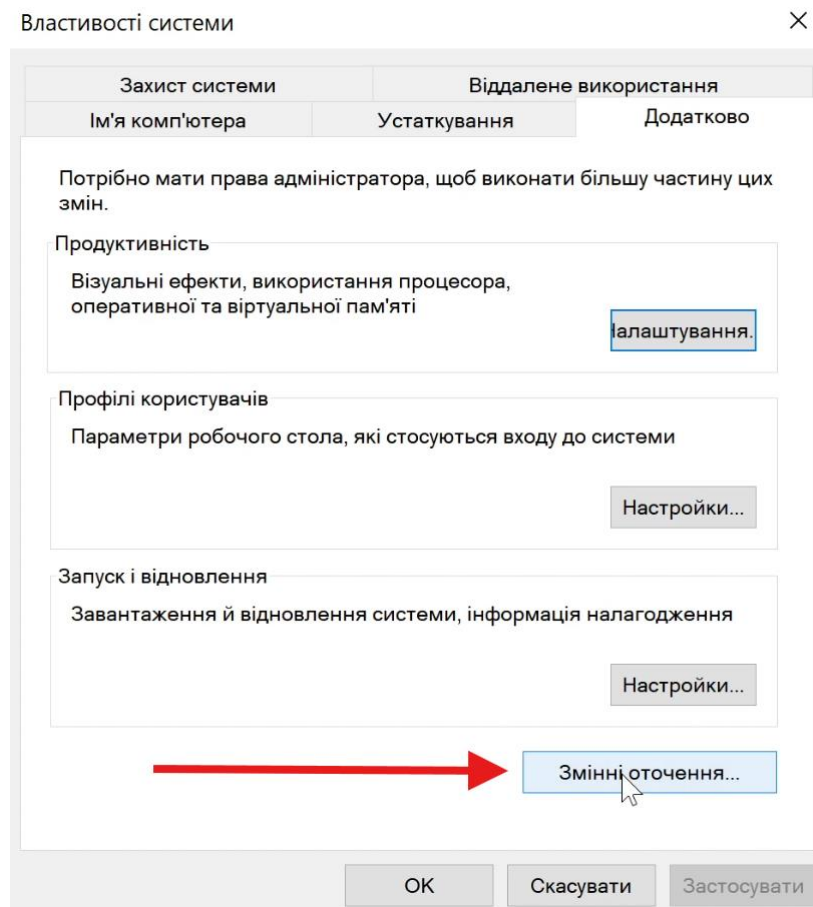 Властивості системи
Захист системи
Віддалене використання
Ім'я комп'ютера
Устаткування
Додатково
Потрібно мати права адміністратора, щоб виконати більшу частину цих
змін.
Продуктивність
Візуальні ефекти, використання процесора,
оперативної та віртуальної пам'яті
Налаштування.
Профілі користувачів
Параметри робочого стола, які стосуються входу до системи
Настройки...
Запуск і відновлення
Завантаження й відновлення системи, інформація налагодження
Настройки...
Змінні оточення...
OK
Скасувати
Застосувати